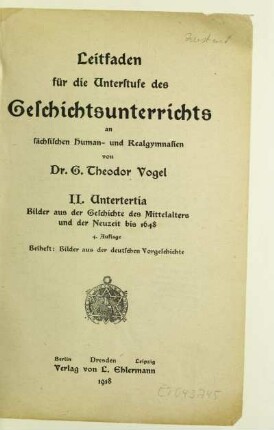 Leitfaden
für die Unterstufe des
Geschichtsunterrichts
an
sächsischen Human- und Realgymnasien
von
Dr. G. Theodor Vogel
II. Untertertia
Bilder aus der Geschichte des Mittelalters
und der Neuzeit bis 1648
4. Auflage
Beiheft: Bilder aus der deutschen Vorgeschichte
Berlin Dresden Leipzig
Verlag von L. Ehlermann
1918